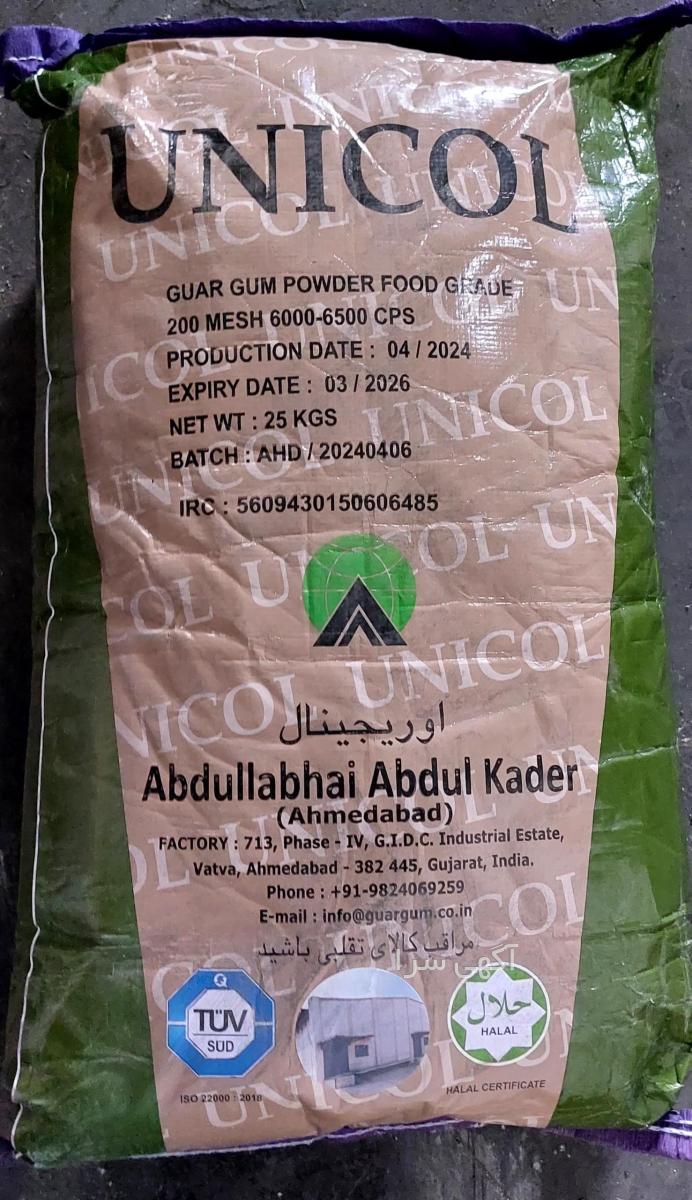 UNICOL
GUAR GUM POWDER FOOD GRADE
200 MESH 6000-6500 CPS
PRODUCTION DATE : 04 / 2024
EXPIRY DATE : 03 / 2026
NET WT : 25 KGS
BATCH : AHD / 20240406
IRC : 5609430150606485
اوریجینال
Abdullabhai Abdul Kader
(Ahmedabad)
FACTORY : 713, Phase - IV, G.I.D.C. Industrial Estate,
Vatva, Ahmedabad - 382 445, Gujarat, India.
Phone : +91-9824069259
E-mail : info@guargum.co.in
مراقب کالای تقلبی باشید
آگهی سرا
Q
TÜV
SÜD
حلال
HALAL
ISO 22000 : 2018
HALAL CERTIFICATE